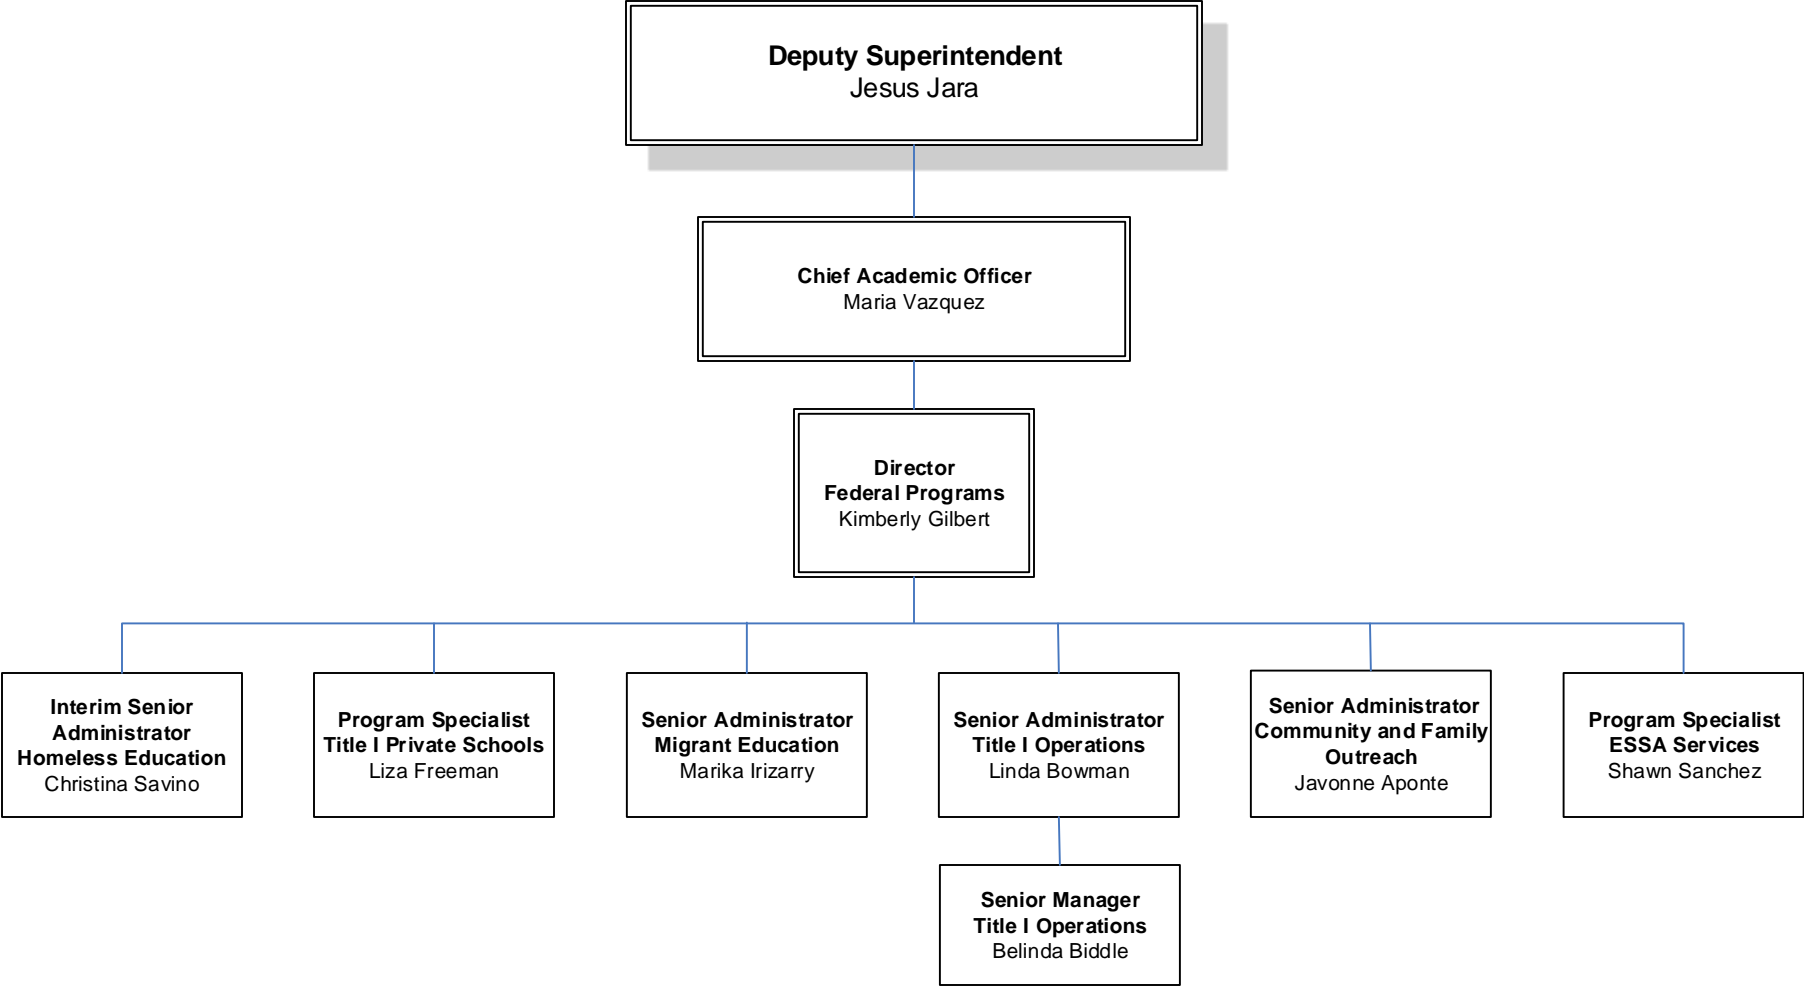 Deputy Superintendent
Jesus Jara
Chief Academic Officer
Maria Vazquez
Director
Federal Programs
Kimberly Gilbert
Interim Senior
Administrator
Homeless Education
Christina Savino
Program Specialist
Title I Private Schools
Liza Freeman
Senior Administrator
Migrant Education
Marika Irizarry
Senior Administrator
Title I Operations
Linda Bowman
Senior Administrator
Community and Family
Outreach
Javonne Aponte
Program Specialist
ESSA Services
Shawn Sanchez
Senior Manager
Title I Operations
Belinda Biddle